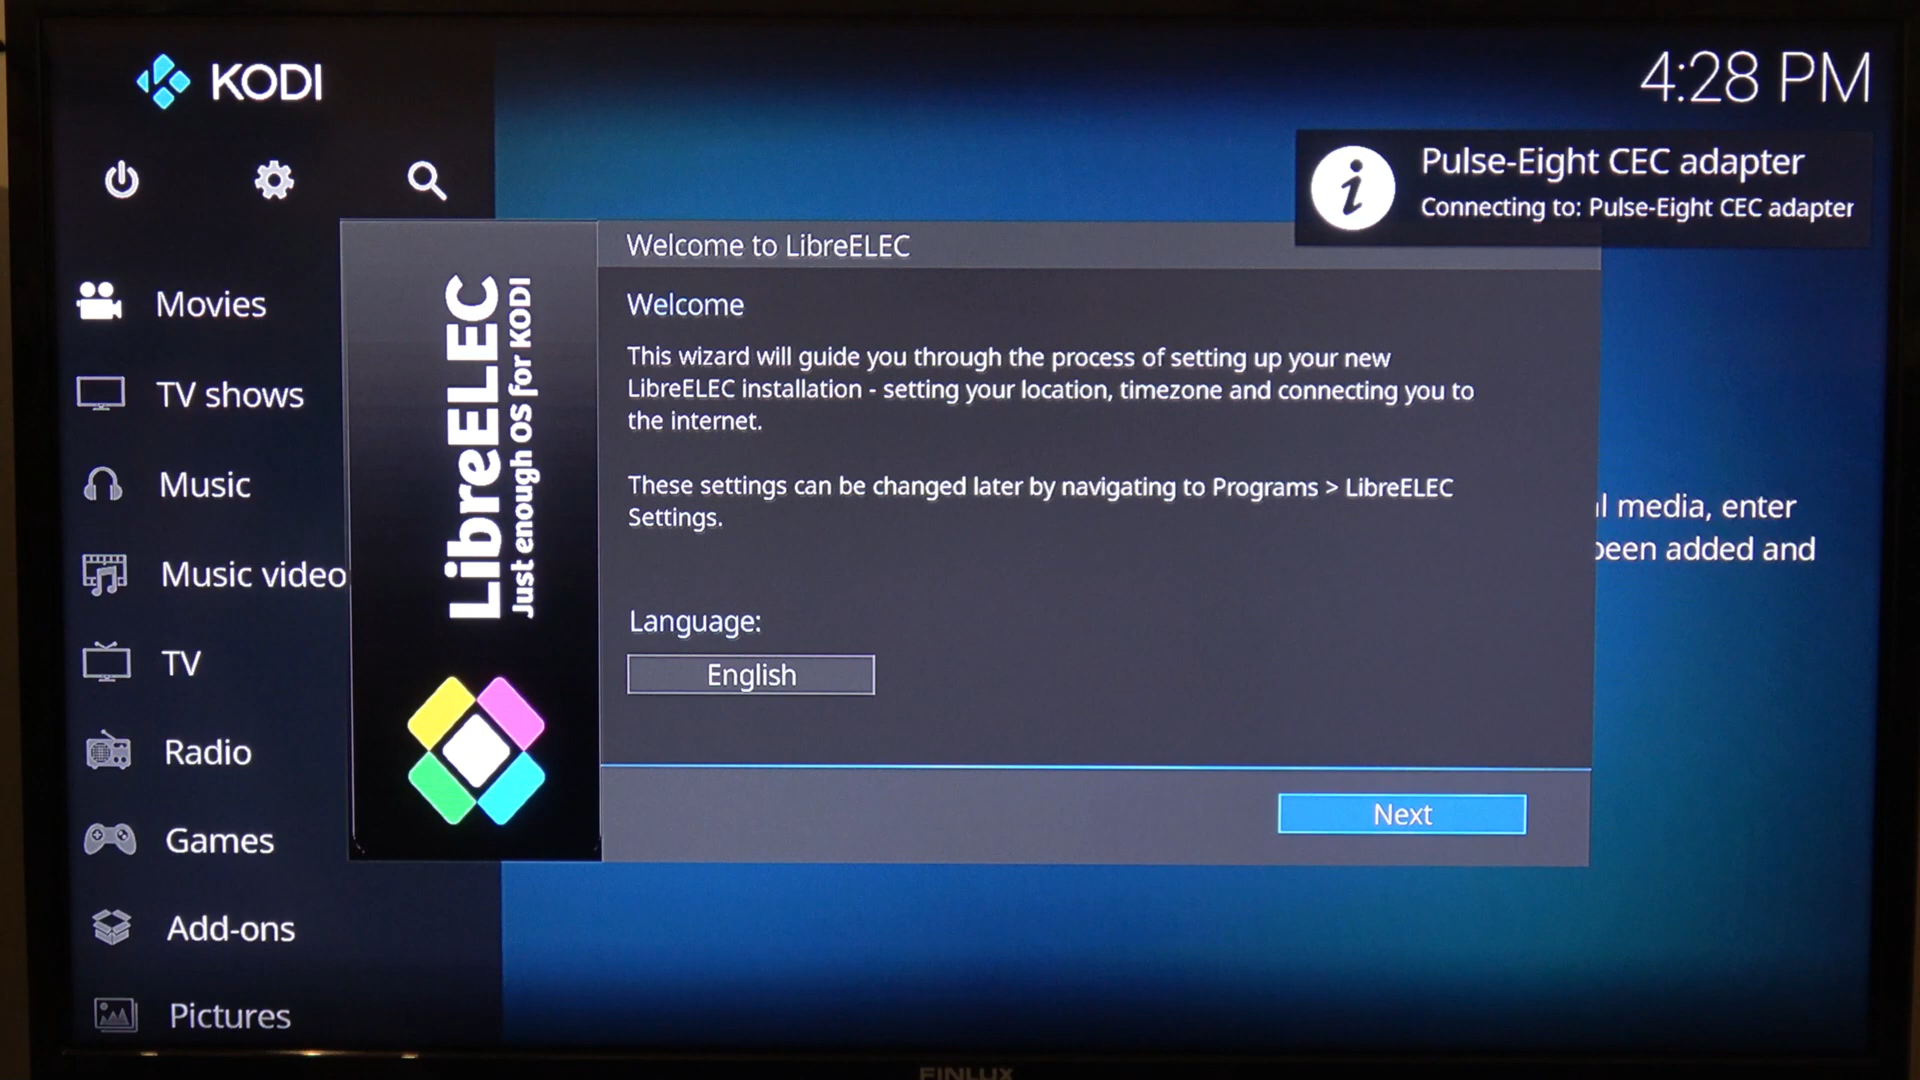 KODI
4:28 PM
Pulse-Eight CEC adapter
Connecting to: Pulse-Eight CEC adapter
Movies
TV shows
Music
Music video
TV
Radio
Games
Add-ons
Pictures
LibreELEC
Just enough OS for KODI
Welcome to LibreELEC
Welcome
This wizard will guide you through the process of setting up your new
LibreELEC installation - setting your location, timezone and connecting you to
the internet.
These settings can be changed later by navigating to Programs > LibreELEC
Settings.
Language:
English
Next
l media, enter
been added and
FINLUX